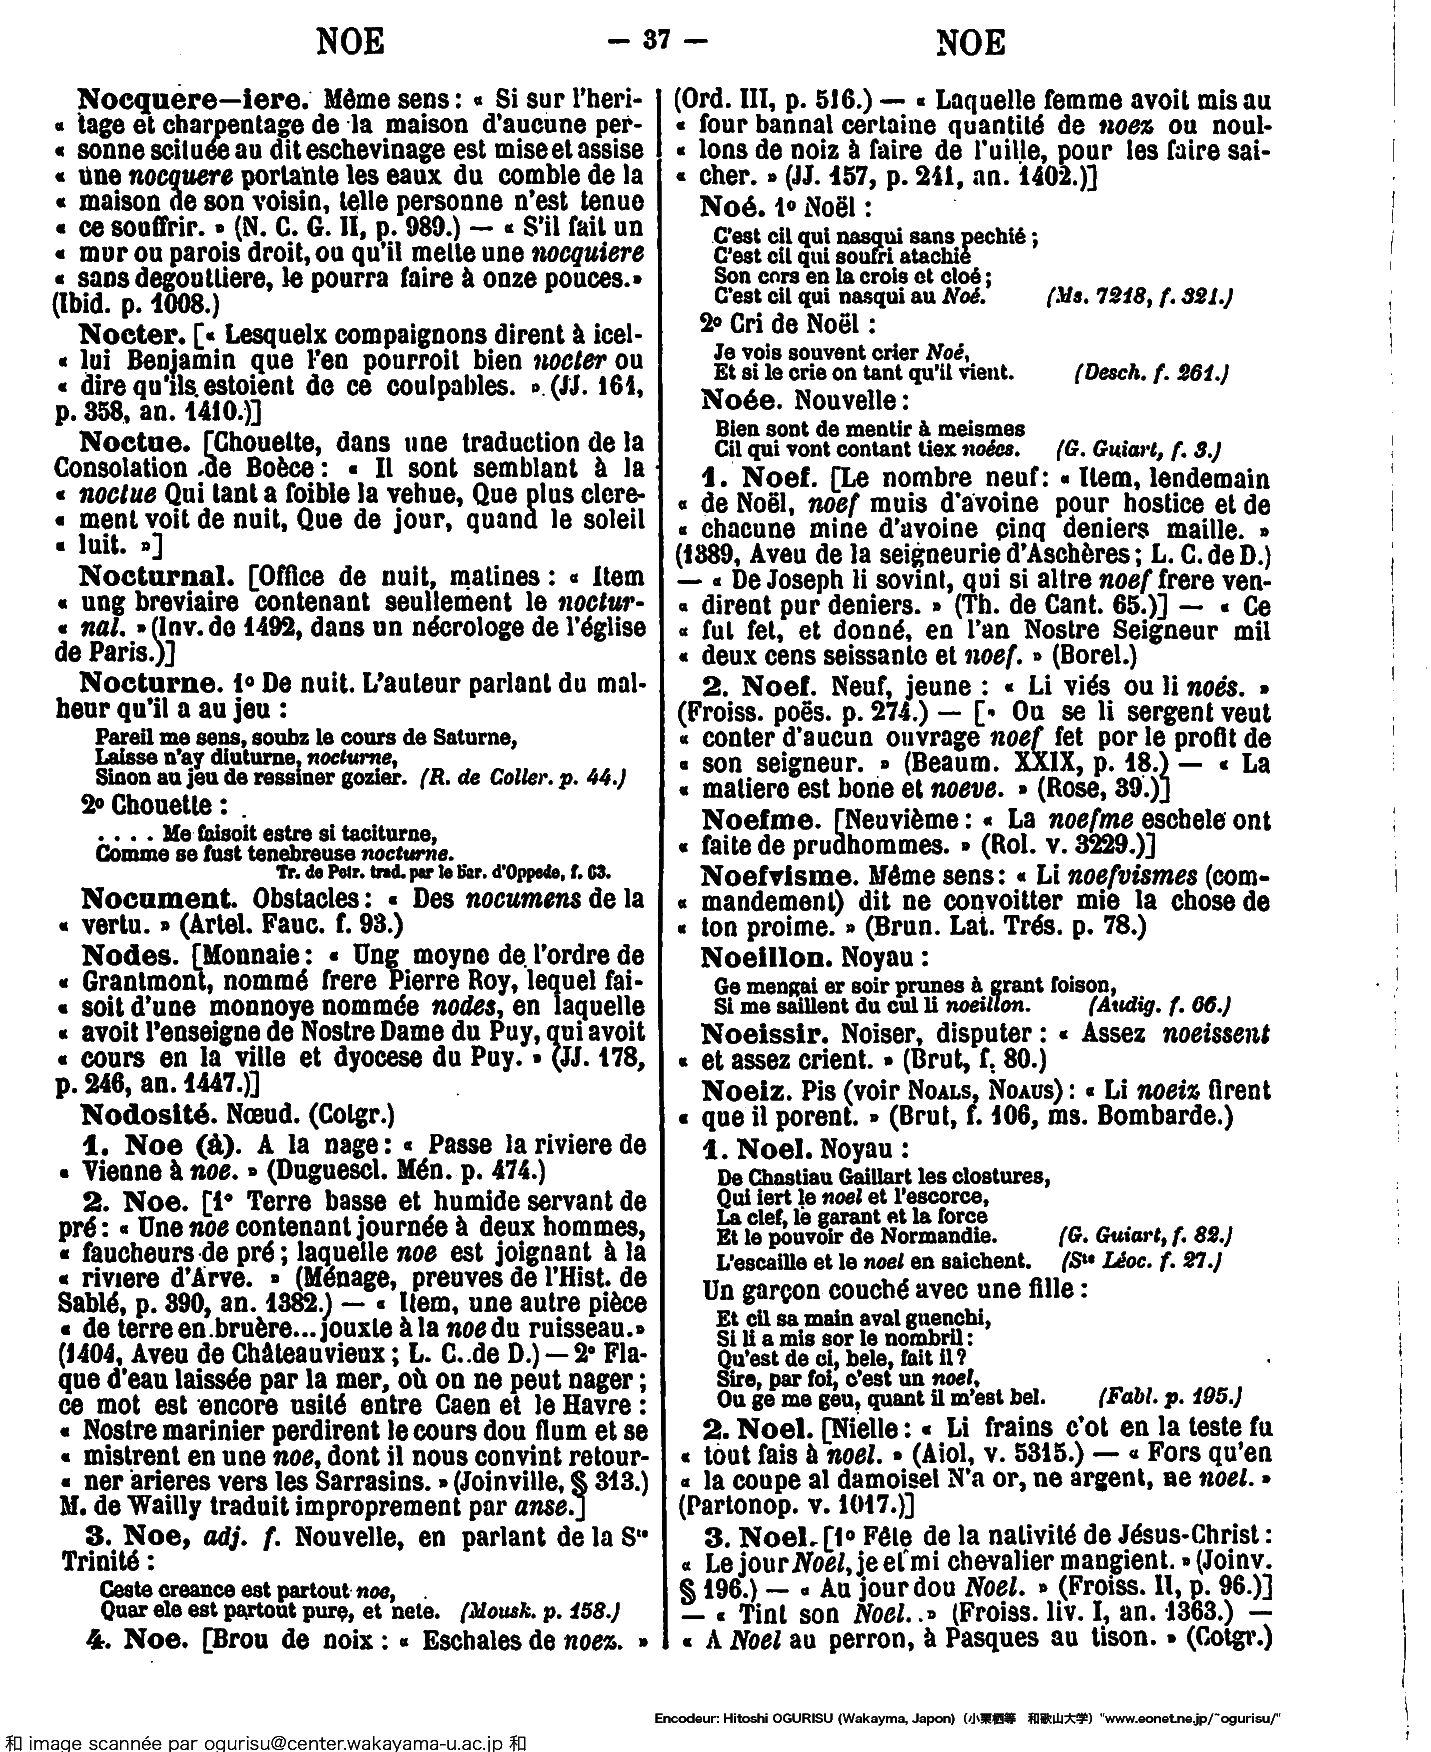 NOE — 37 — NOE
Nocquere—iere. Même sens : « Si sur l'heri-
« tage et charpentage de la maison d'aucune per-
« sonne scituée au dit eschevinage est mise et assise
« une nocquere portante les eaux du comble de la
« maison de son voisin, telle personne n'est tenue
« ce souffrir. » (N. C. G. II, p. 989.) — « S'il fait un
« mur ou parois droit, ou qu'il mette une nocquiere
« sans degouttiere, le pourra faire à onze pouces. »
(Ibid. p. 1008.)
Nocter. [« Lesquelx compaignons dirent à icel-
« lui Benjamin que l'en pourroit bien nocter ou
« dire qu'ils estoient de ce coulpables. » (JJ. 161,
p. 358, an. 1410.)]
Noctue. [Chouette, dans une traduction de la
Consolation de Boèce : « Il sont semblant à la
« noctue Qui tant a foible la vehue, Que plus clere-
« ment voit de nuit, Que de jour, quand le soleil
« luit. »]
Nocturnal. [Office de nuit, matines : « Item
« ung breviaire contenant seullement le noctur-
« nal. » (Inv. de 1492, dans un nécrologe de l'église
de Paris.)]
Nocturne. 1º De nuit. L'auteur parlant du mal-
heur qu'il a au jeu :
Pareil me sens, soubz le cours de Saturne,
Laisse n'ay diuturne, nocturne,
Sinon au jeu de ressiner gozier. (R. de Coller. p. 44.)
2º Chouette :
. . . . Me faisoit estre si taciturne,
Comme se fust tenebreuse nocturne.
Tr. de Petr. trad. par le Bar. d'Oppede, f. 63.
Nocument. Obstacles : « Des nocumens de la
« vertu. » (Artel. Fauc. f. 93.)
Nodes. [Monnaie : « Ung moyne de l'ordre de
« Grantmont, nommé frere Pierre Roy, lequel fai-
« soit d'une monnoye nommée nodes, en laquelle
« avoit l'enseigne de Nostre Dame du Puy, qui avoit
« cours en la ville et dyocese du Puy. » (JJ. 178,
p. 246, an. 1447.)]
Nodosité. Nœud. (Cotgr.)
1. Noe (à). A la nage : « Passe la riviere de
« Vienne à noe. » (Duguescl. Mén. p. 474.)
2. Noe. [1º Terre basse et humide servant de
pré : « Une noe contenant journée à deux hommes,
« faucheurs de pré ; laquelle noe est joignant à la
« riviere d'Arve. » (Ménage, preuves de l'Hist. de
Sablé, p. 390, an. 1382.) — « Item, une autre pièce
« de terre en bruère... jouxte à la noe du ruisseau. »
(1404, Aveu de Châteauvieux ; L. C. de D.) — 2º Fla-
que d'eau laissée par la mer, où on ne peut nager ;
ce mot est encore usité entre Caen et le Havre :
« Nostre marinier perdirent le cours dou flum et se
« mistrent en une noe, dont il nous convint retour-
« ner arieres vers les Sarrasins. » (Joinville, § 313.)
M. de Wailly traduit improprement par anse.]
3. Noe, adj. f. Nouvelle, en parlant de la Ste
Trinité :
Ceste creance est partout noe,
Quar ele est partout pure, et nete. (Mousk. p. 158.)
4. Noe. [Brou de noix : « Eschales de noez. »
(Ord. III, p. 516.) — « Laquelle femme avoit mis au
« four bannal certaine quantité de noez ou noul-
« lons de noiz à faire de l'uille, pour les faire sai-
« cher. » (JJ. 157, p. 241, an. 1402.)]
Noé. 1º Noël :
C'est cil qui nasqui sans pechié ;
C'est cil qui soufri atachié
Son cors en la crois et cloé ;
C'est cil qui nasqui au Noé. (Ms. 7218, f. 321.)
2º Cri de Noël :
Je vois souvent crier Noé,
Et si le crie on tant qu'il vient. (Desch. f. 261.)
Noée. Nouvelle :
Bien sont de mentir à meismes
Cil qui vont contant tiex noées. (G. Guiart, f. 3.)
1. Noef. [Le nombre neuf : « Item, lendemain
« de Noël, noef muis d'avoine pour hostice et de
« chacune mine d'avoine çinq deniers maille. »
(1389, Aveu de la seigneurie d'Aschères ; L. C. de D.)
— « De Joseph li sovint, qui si altre noef frere ven-
« dirent pur deniers. » (Th. de Cant. 65.)] — « Ce
« fut fet, et donné, en l'an Nostre Seigneur mil
« deux cens seissante et noef. » (Borel.)
2. Noef. Neuf, jeune : « Li viés ou li noés. »
(Froiss. poës. p. 274.) — [« Ou se li sergent veut
« conter d'aucun ouvrage noef fet por le profit de
« son seigneur. » (Beaum. XXIX, p. 18.) — « La
« matiere est bone et noeve. » (Rose, 39.)]
Noefme. [Neuvième : « La noefme eschele ont
« faite de prudhommes. » (Rol. v. 3229.)]
Noefvisme. Même sens : « Li noefvismes (com-
« mandement) dit ne convoitter mie la chose de
« ton proime. » (Brun. Lat. Trés. p. 78.)
Noeillon. Noyau :
Ge mengai er soir prunes à grant foison,
Si me saillent du cul li noeillon. (Audig. f. 66.)
Noeissir. Noiser, disputer : « Assez noeissent
« et assez crient. » (Brut, f. 80.)
Noeiz. Pis (voir NOALS, NOAUS) : « Li noeiz firent
« que il porent. » (Brut, f. 106, ms. Bombarde.)
1. Noel. Noyau :
De Chastiau Gaillart les clostures,
Qui iert le noel et l'escorce,
La clef, le garant et la force
Et le pouvoir de Normandie. (G. Guiart, f. 82.)
L'escaille et le noel en saichent. (Ste Léoc. f. 27.)
Un garçon couché avec une fille :
Et cil sa main aval guenchi,
Si li a mis sor le nombril :
Qu'est de ci, bele, fait il ?
Sire, par foi, c'est un noel,
Ou ge me geu, quant il m'est bel. (Fabl. p. 195.)
2. Noel. [Nielle : « Li frains c'ot en la teste fu
« tout fais à noel. » (Aiol, v. 5315.) — « Fors qu'en
« la coupe al damoisel N'a or, ne argent, ne noel. »
(Partonop. v. 1017.)]
3. Noel. [1º Fête de la nativité de Jésus-Christ :
« Le jour Noël, je et mi chevalier mangient. » (Joinv.
§ 196.) — « Au jour dou Noel. » (Froiss. II, p. 96.)]
— « Tint son Noel. » (Froiss. liv. I, an. 1363.) —
« A Noel au perron, à Pasques au tison. » (Cotgr.)
Encodeur: Hitoshi OGURISU (Wakayma, Japon) (小栗栖等 和歌山大学) "www.eonet.ne.jp/~ogurisu/"
和 image scannée par ogurisu@center.wakayama-u.ac.jp 和